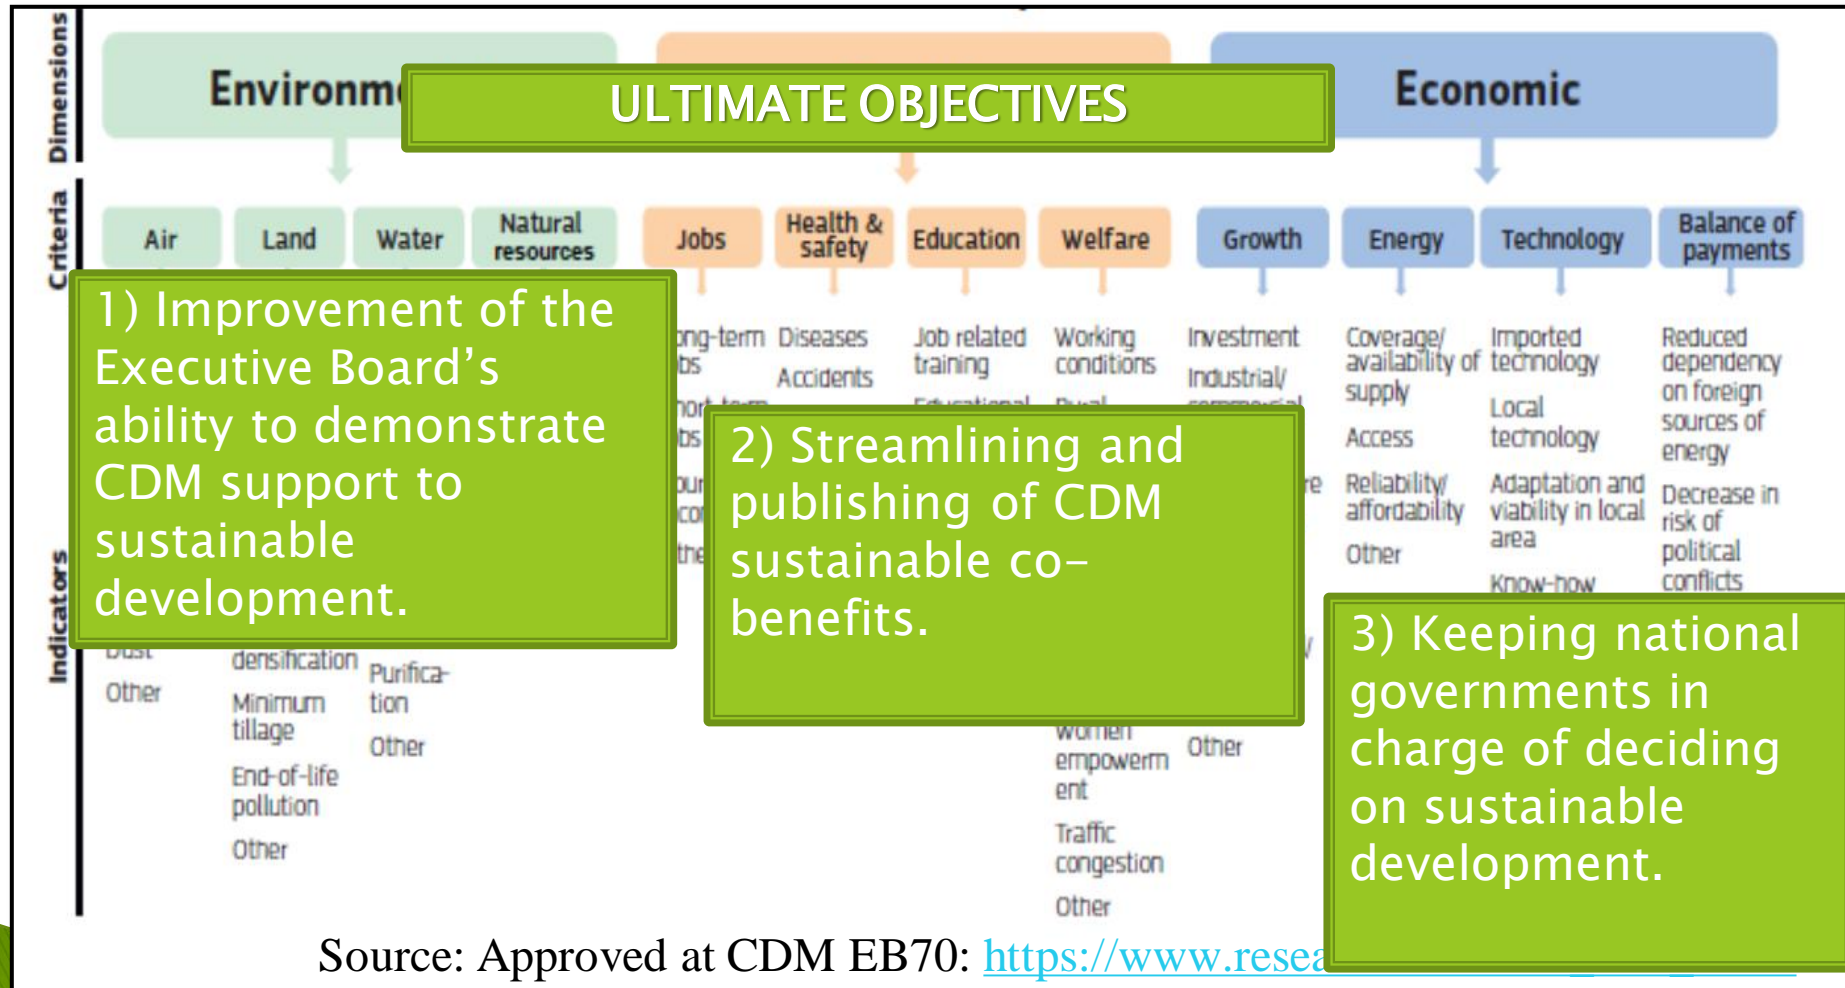 Dimensions
Economic
ULTIMATE OBJECTIVES
Criteria
Air
Land
Water
Natural
resources
Jobs
Health &
safety
Education
Welfare
Growth
Energy
Technology
Balance of
payments
1) Improvement of the
Executive Board's
ability to demonstrate
CDM support to
sustainable
development.
Indicators
Other
densification
Minimum
tillage
End-of-life
pollution
Other
Purifica-
tion
Other
Diseases
Accidents
Job related
training
Educational
Working
conditions
2) Streamlining and
publishing of CDM
sustainable co-
benefits.
women
empowerm
ent
Traffic
congestion
Other
Investment
Industrial/
commercial
Other
Coverage/
availability of
supply
Access
Reliability/
affordability
Other
Imported
technology
Local
technology
Adaptation and
viability in local
area
Know-how
Reduced
dependency
on foreign
sources of
energy
Decrease in
risk of
political
conflicts
3) Keeping national
governments in
charge of deciding
on sustainable
development.
Source: Approved at CDM EB70: https://www.resea